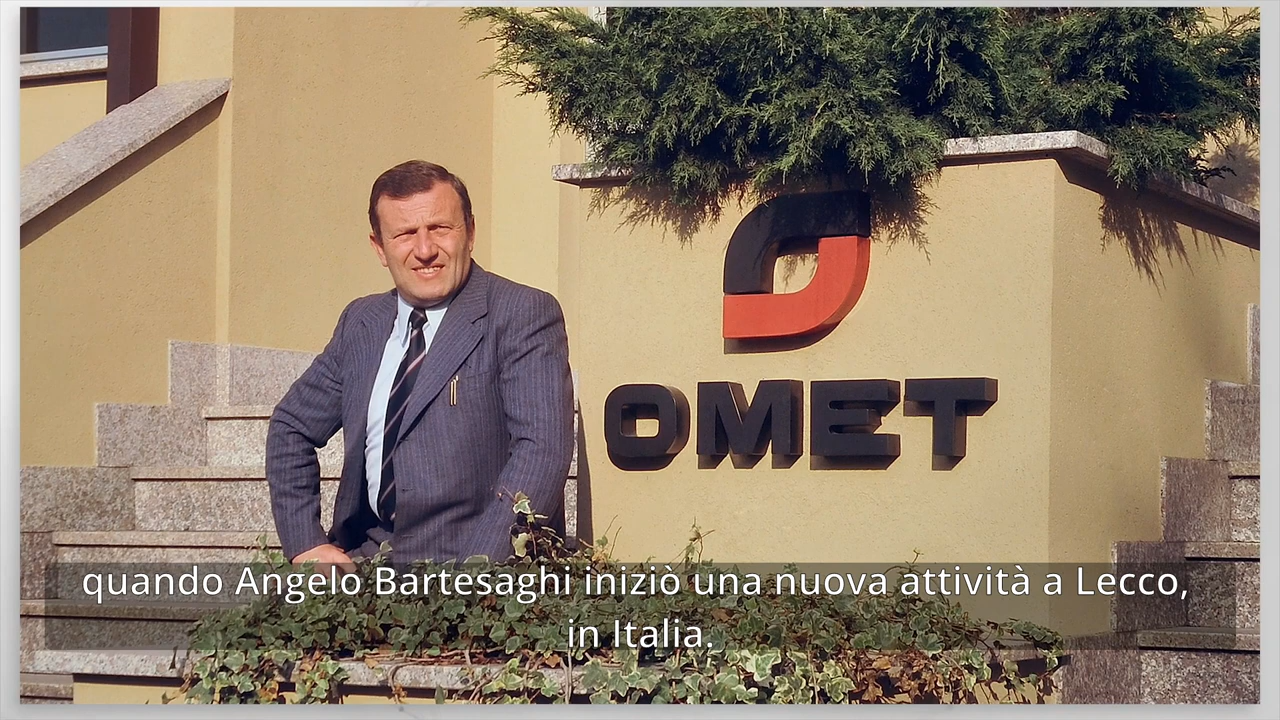 OMET
quando Angelo Bartesaghi iniziò una nuova attività a Lecco,
in Italia.